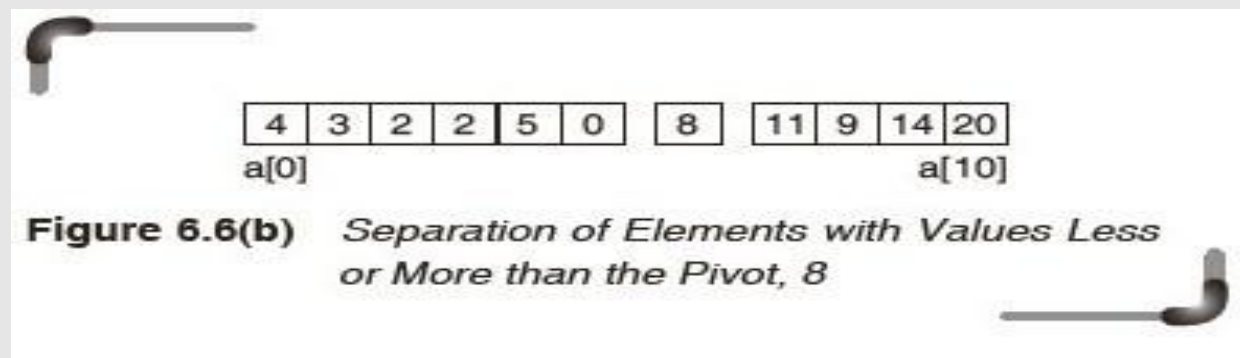 4 3 2 2 5 0 8 11 9 14 20
a[0] a[10]
Figure 6.6(b) Separation of Elements with Values Less
or More than the Pivot, 8